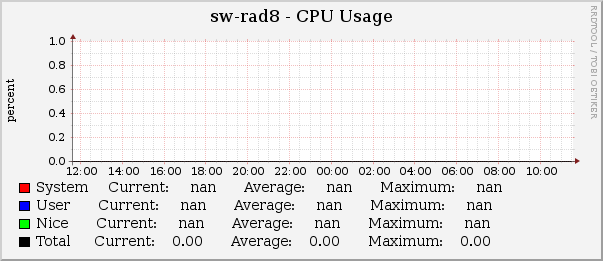 sw-rad8 - CPU Usage
RRDTOOL / TOBI OETIKER
percent
1.0
0.8
0.6
0.4
0.2
0.0
12:00 14:00 16:00 18:00 20:00 22:00 00:00 02:00 04:00 06:00 08:00 10:00
System Current: nan Average: nan Maximum: nan
User Current: nan Average: nan Maximum: nan
Nice Current: nan Average: nan Maximum: nan
Total Current: 0.00 Average: 0.00 Maximum: 0.00